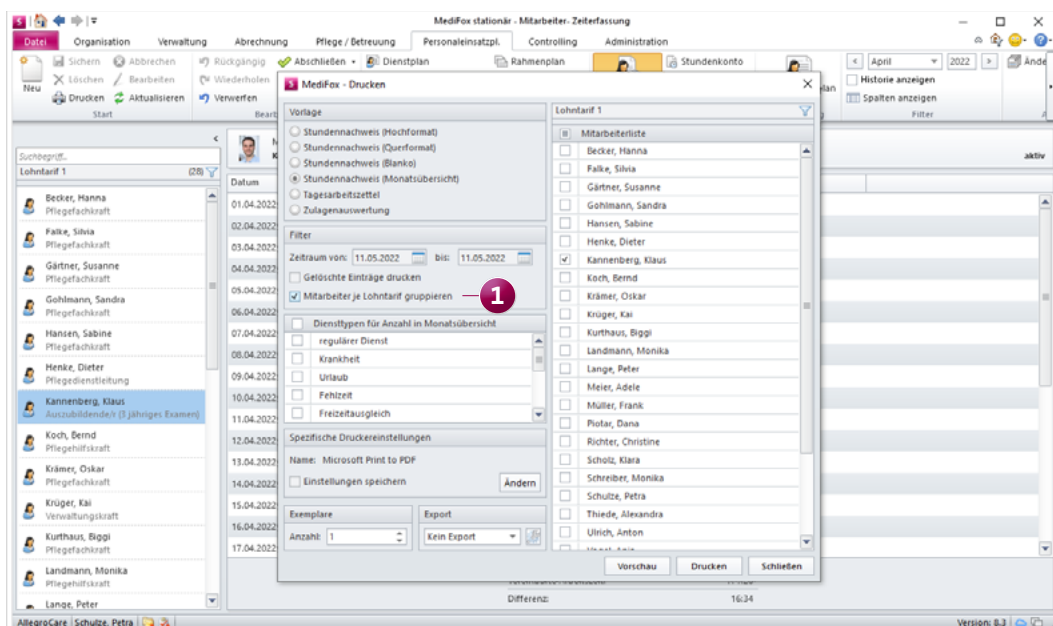 MediFox stationär - Mitarbeiter- Zeiterfassung
Datei Organisation Verwaltung Abrechnung Pflege / Betreuung Personaleinsatzpl. Controlling Administration
Neu
Sichern Abbrechen
Löschen Bearbeiten
Drucken Aktualisieren
Start
Rückgängig
Wiederholen
Verwerfen
Abschließen Dienstplan
Rahmenplan
Stundenkonto
April 2022
Historie anzeigen
Spalten anzeigen
Filter
Suchbegriff...
Lohntarif 1 (28)
Becker, Hanna
Pflegefachkraft
Falke, Silvia
Pflegefachkraft
Gärtner, Susanne
Pflegefachkraft
Gohlmann, Sandra
Pflegefachkraft
Hansen, Sabine
Pflegefachkraft
Henke, Dieter
Pflegedienstleitung
Kannenberg, Klaus
Auszubildende/r (3 jähriges Examen)
Koch, Bernd
Pflegehilfskraft
Krämer, Oskar
Pflegefachkraft
Krüger, Kai
Verwaltungskraft
Kurthaus, Biggi
Pflegefachkraft
Landmann, Monika
Pflegehilfskraft
Lange, Peter
aktiv
Datum
01.04.2022
02.04.2022
03.04.2022
04.04.2022
05.04.2022
06.04.2022
07.04.2022
08.04.2022
09.04.2022
10.04.2022
11.04.2022
12.04.2022
13.04.2022
14.04.2022
15.04.2022
16.04.2022
17.04.2022
MediFox - Drucken
Vorlage
Stundennachweis (Hochformat)
Stundennachweis (Querformat)
Stundennachweis (Blanko)
Stundennachweis (Monatsübersicht)
Tagesarbeitszettel
Zulagenauswertung
Filter
Zeitraum von: 11.05.2022 bis: 11.05.2022
Gelöschte Einträge drucken
Mitarbeiter je Lohntarif gruppieren
1
Diensttypen für Anzahl in Monatsübersicht
regulärer Dienst
Krankheit
Urlaub
Fehlzeit
Freizeitausgleich
Spezifische Druckereinstellungen
Name: Microsoft Print to PDF
Einstellungen speichern Ändern
Exemplare
Anzahl: 1
Export
Kein Export
Lohntarif 1
Mitarbeiterliste
Becker, Hanna
Falke, Silvia
Gärtner, Susanne
Gohlmann, Sandra
Hansen, Sabine
Henke, Dieter
Kannenberg, Klaus
Koch, Bernd
Krämer, Oskar
Krüger, Kai
Kurthaus, Biggi
Landmann, Monika
Lange, Peter
Meier, Adele
Müller, Frank
Piotar, Dana
Richter, Christine
Scholz, Klara
Schreiber, Monika
Schulze, Petra
Thiede, Alexandra
Ulrich, Anton
Vorschau Drucken Schließen
Differenz: 16:34
AllegroCare Schulze, Petra
Version: 8.3